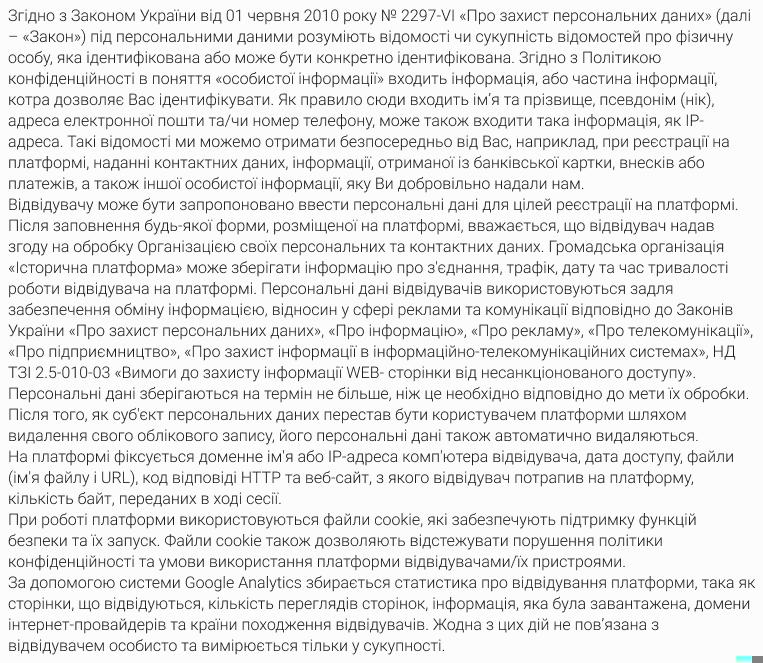 Згідно з Законом України від 01 червня 2010 року № 2297-VI «Про захист персональних даних» (далі
– «Закон») під персональними даними розуміють відомості чи сукупність відомостей про фізичну
особу, яка ідентифікована або може бути конкретно ідентифікована. Згідно з Політикою
конфіденційності в поняття «особистої інформації» входить інформація, або частина інформації,
котра дозволяє Вас ідентифікувати. Як правило сюди входить ім’я та прізвище, псевдонім (нік),
адреса електронної пошти та/чи номер телефону, може також входити така інформація, як IP-
адреса. Такі відомості ми можемо отримати безпосередньо від Вас, наприклад, при реєстрації на
платформі, наданні контактних даних, інформації, отриманої із банківської картки, внесків або
платежів, а також іншої особистої інформації, яку Ви добровільно надали нам.
Відвідувачу може бути запропоновано ввести персональні дані для цілей реєстрації на платформі.
Після заповнення будь-якої форми, розміщеної на платформі, вважається, що відвідувач надав
згоду на обробку Організацією своїх персональних та контактних даних. Громадська організація
«Історична платформа» може зберігати інформацію про з'єднання, трафік, дату та час тривалості
роботи відвідувача на платформі. Персональні дані відвідувачів використовуються задля
забезпечення обміну інформацією, відносин у сфері реклами та комунікації відповідно до Законів
України «Про захист персональних даних», «Про інформацію», «Про рекламу», «Про телекомунікації»,
«Про підприємництво», «Про захист інформації в інформаційно-телекомунікаційних системах», НД
ТЗІ 2.5-010-03 «Вимоги до захисту інформації WEB- сторінки від несанкціонованого доступу».
Персональні дані зберігаються на термін не більше, ніж це необхідно відповідно до мети їх обробки.
Після того, як суб'єкт персональних даних перестав бути користувачем платформи шляхом
видалення свого облікового запису, його персональні дані також автоматично видаляються.
На платформі фіксується доменне ім'я або IP-адреса комп'ютера відвідувача, дата доступу, файли
(ім'я файлу і URL), код відповіді HTTP та веб-сайт, з якого відвідувач потрапив на платформу,
кількість байт, переданих в ході сесії.
При роботі платформи використовуються файли cookie, які забезпечують підтримку функцій
безпеки та їх запуск. Файли cookie також дозволяють відстежувати порушення політики
конфіденційності та умови використання платформи відвідувачами/їх пристроями.
За допомогою системи Google Analytics збирається статистика про відвідування платформи, така як
сторінки, що відвідуються, кількість переглядів сторінок, інформація, яка була завантажена, домени
інтернет-провайдерів та країни походження відвідувачів. Жодна з цих дій не пов’язана з
відвідувачем особисто та вимірюється тільки у сукупності.